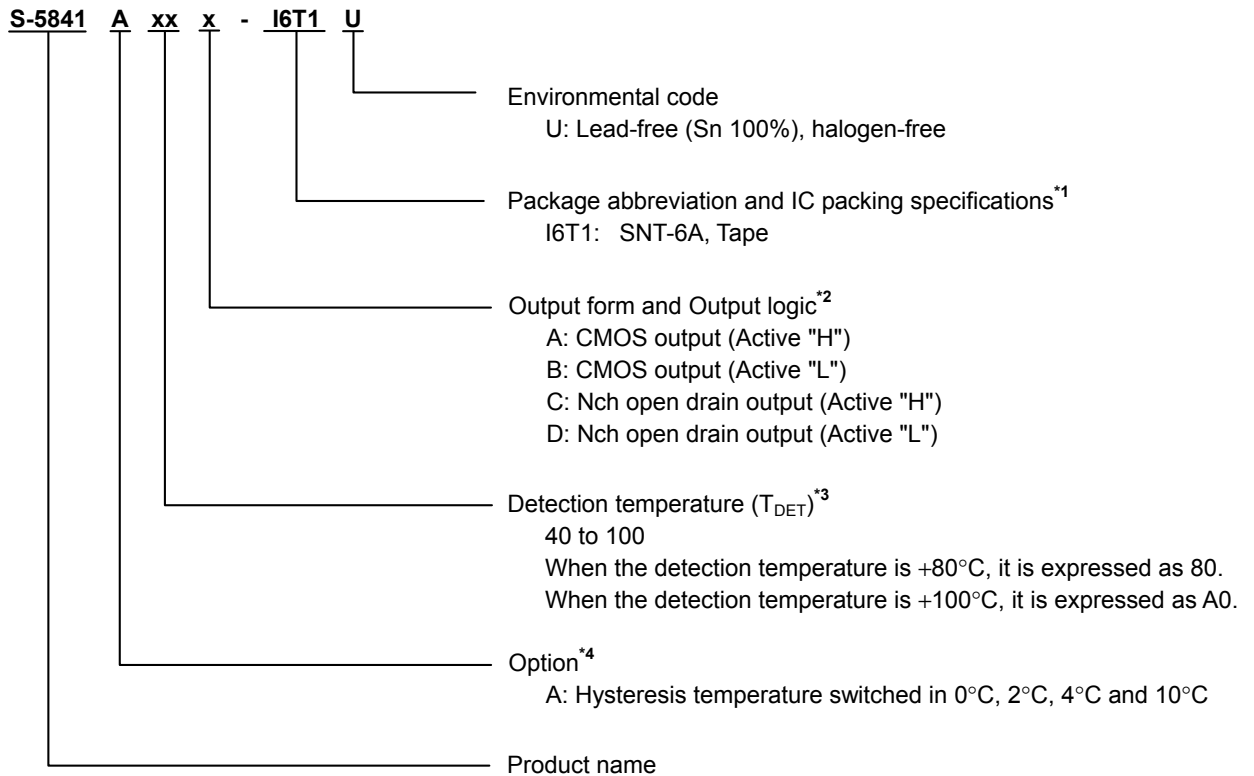 S-5841 A xx x - I6T1 U
Environmental code
U: Lead-free (Sn 100%), halogen-free
Package abbreviation and IC packing specifications*1
I6T1: SNT-6A, Tape
Output form and Output logic*2
A: CMOS output (Active "H")
B: CMOS output (Active "L")
C: Nch open drain output (Active "H")
D: Nch open drain output (Active "L")
Detection temperature (TDET)*3
40 to 100
When the detection temperature is +80°C, it is expressed as 80.
When the detection temperature is +100°C, it is expressed as A0.
Option*4
A: Hysteresis temperature switched in 0°C, 2°C, 4°C and 10°C
Product name